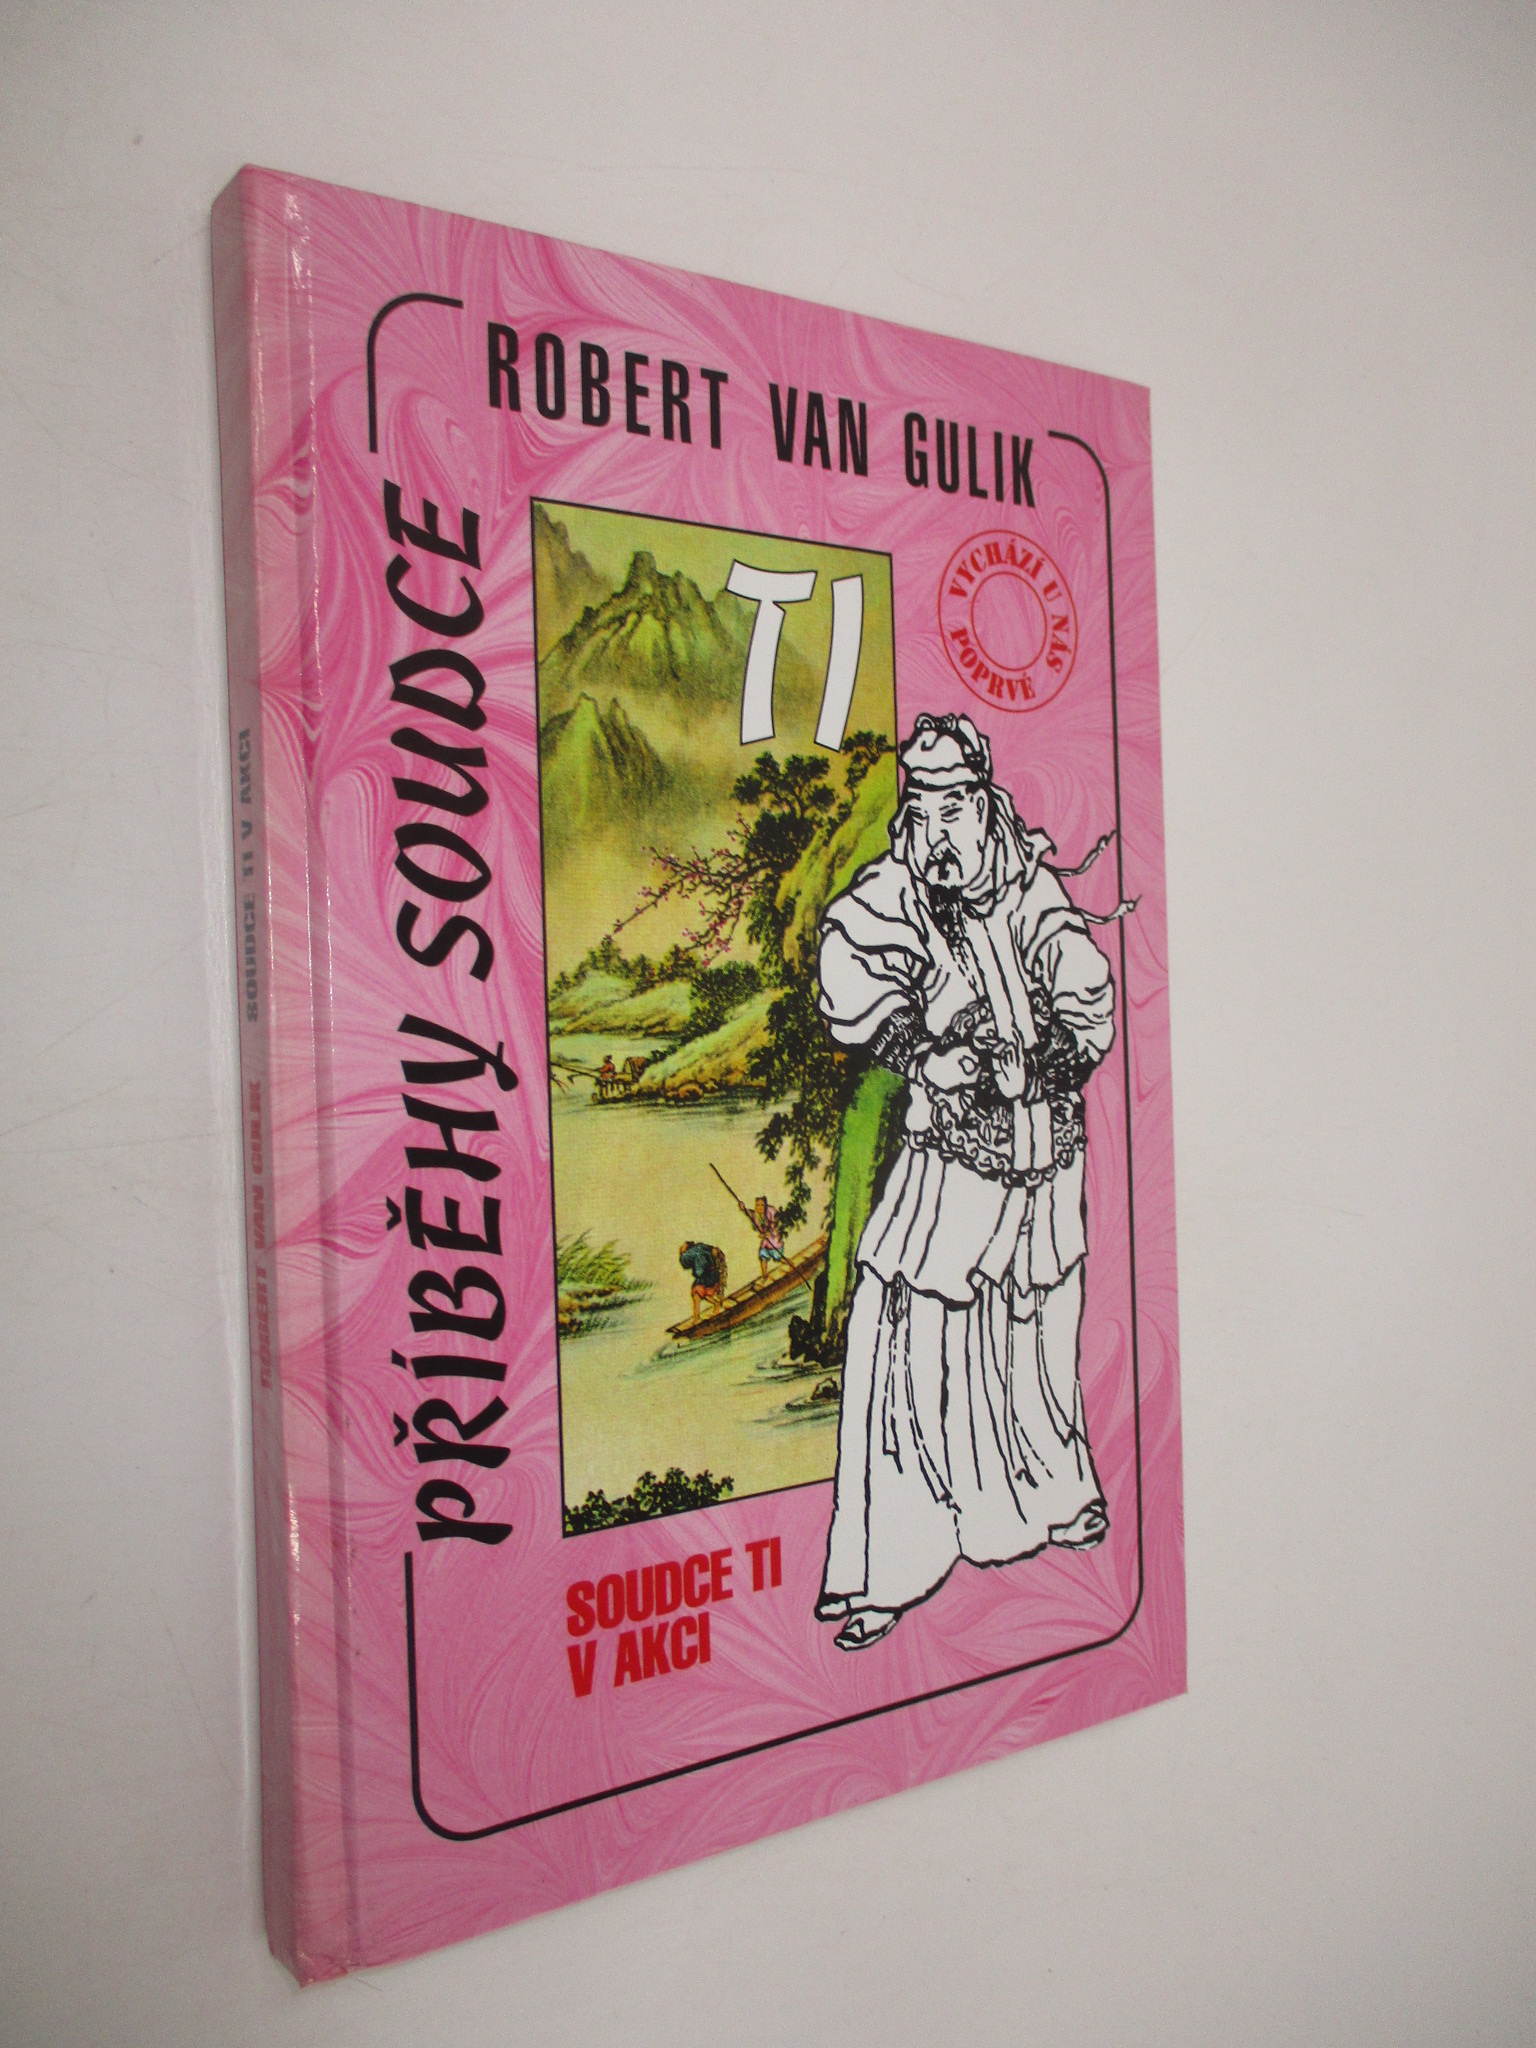 ROBERT VAN GULIK
PŘÍBĚHY SOUDCE
TI
VYCHÁZÍ U NÁS
POPRVÉ
SOUDCE TI
V AKCI
ROBERT VAN GULIK SOUDCE TI V AKCI